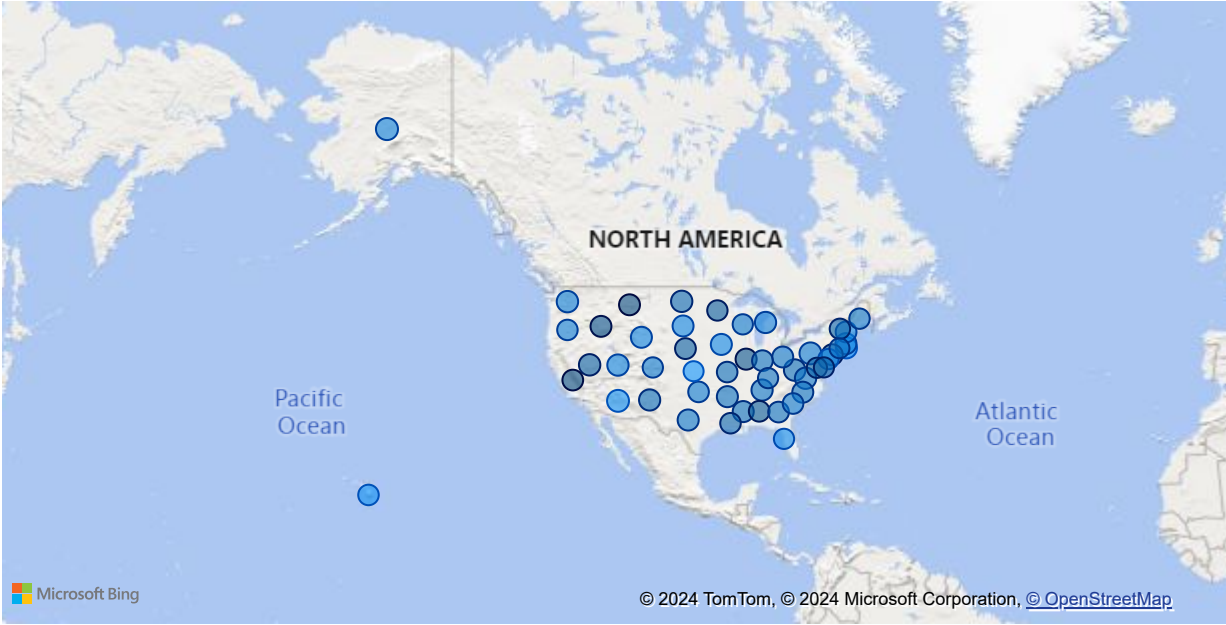 NORTH AMERICA
Pacific
Ocean
Atlantic
Ocean
Microsoft Bing
© 2024 TomTom, © 2024 Microsoft Corporation, © OpenStreetMap